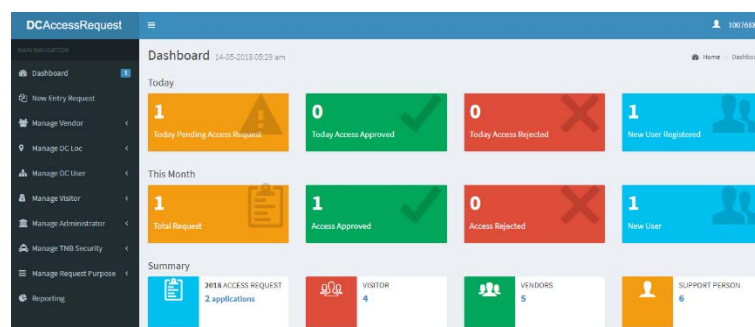 DCAccessRequest
MAIN NAVIGATION
Dashboard 1
New Entry Request
Manage Vendor
Manage DC Loc
Manage DC User
Manage Visitor
Manage Administrator
Manage TNB Security
Manage Request Purpose
Reporting
Dashboard 14-05-2018 05:29 am
Home
Today
1
Today Pending Access Request
0
Today Access Approved
0
Today Access Rejected
1
New User Registered
This Month
1
Total Request
1
Access Approved
0
Access Rejected
1
New User
Summary
2018 ACCESS REQUEST
2 applications
VISITOR
4
VENDORS
5
SUPPORT PERSON
6